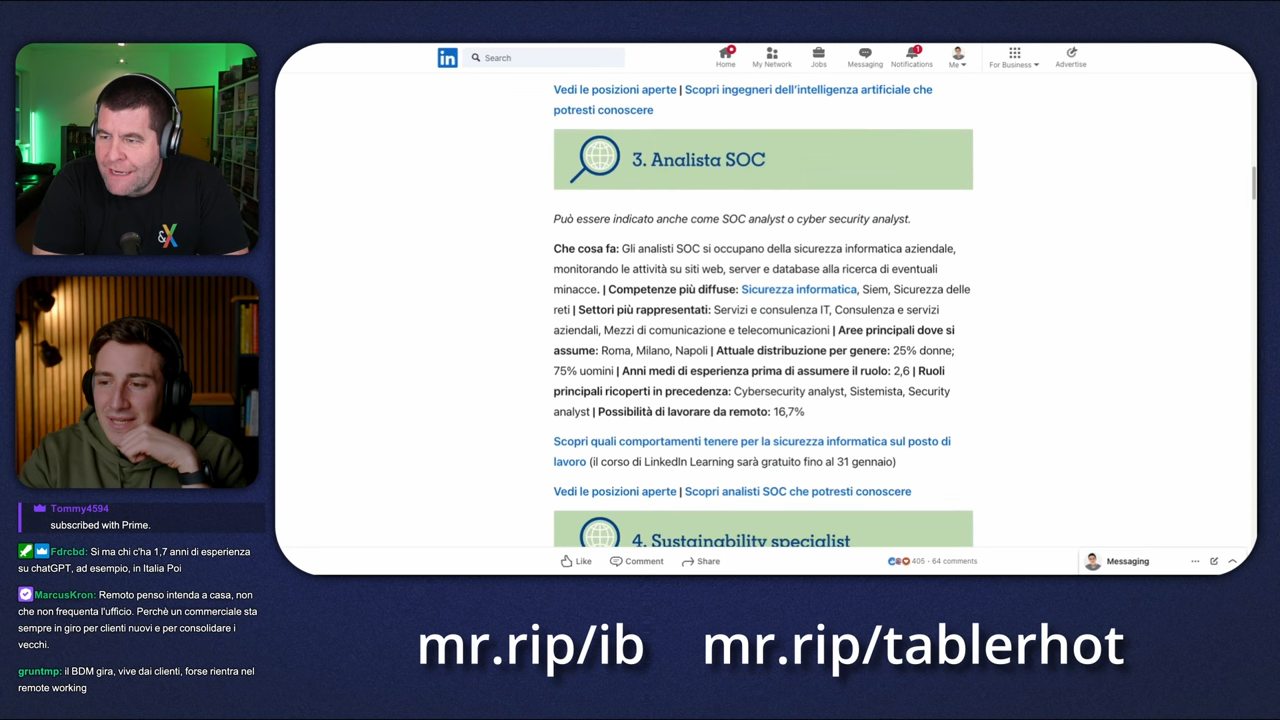 in
Search
Home
My Network
Jobs
Messaging
1
Notifications
Me
For Business
Advertise
Vedi le posizioni aperte | Scopri ingegneri dell'intelligenza artificiale che
potresti conoscere
3. Analista SOC
Può essere indicato anche come SOC analyst o cyber security analyst.
Che cosa fa: Gli analisti SOC si occupano della sicurezza informatica aziendale,
monitorando le attività su siti web, server e database alla ricerca di eventuali
minacce. | Competenze più diffuse: Sicurezza informatica, Siem, Sicurezza delle
reti | Settori più rappresentati: Servizi e consulenza IT, Consulenza e servizi
aziendali, Mezzi di comunicazione e telecomunicazioni | Aree principali dove si
assume: Roma, Milano, Napoli | Attuale distribuzione per genere: 25% donne;
75% uomini | Anni medi di esperienza prima di assumere il ruolo: 2,6 | Ruoli
principali ricoperti in precedenza: Cybersecurity analyst, Sistemista, Security
analyst | Possibilità di lavorare da remoto: 16,7%
Scopri quali comportamenti tenere per la sicurezza informatica sul posto di
lavoro (il corso di LinkedIn Learning sarà gratuito fino al 31 gennaio)
Vedi le posizioni aperte | Scopri analisti SOC che potresti conoscere
4. Sustainability specialist
Like
Comment
Share
405 · 64 comments
Messaging
&X
Tommy4594
subscribed with Prime.
Fdrcbd: Si ma chi c'ha 1,7 anni di esperienza
su chatGPT, ad esempio, in Italia Poi
MarcusKron: Remoto penso intenda a casa, non
che non frequenta l'ufficio. Perchè un commerciale sta
sempre in giro per clienti nuovi e per consolidare i
vecchi.
gruntmp: il BDM gira, vive dai clienti, forse rientra nel
remote working
mr.rip/ib
mr.rip/tablerhot